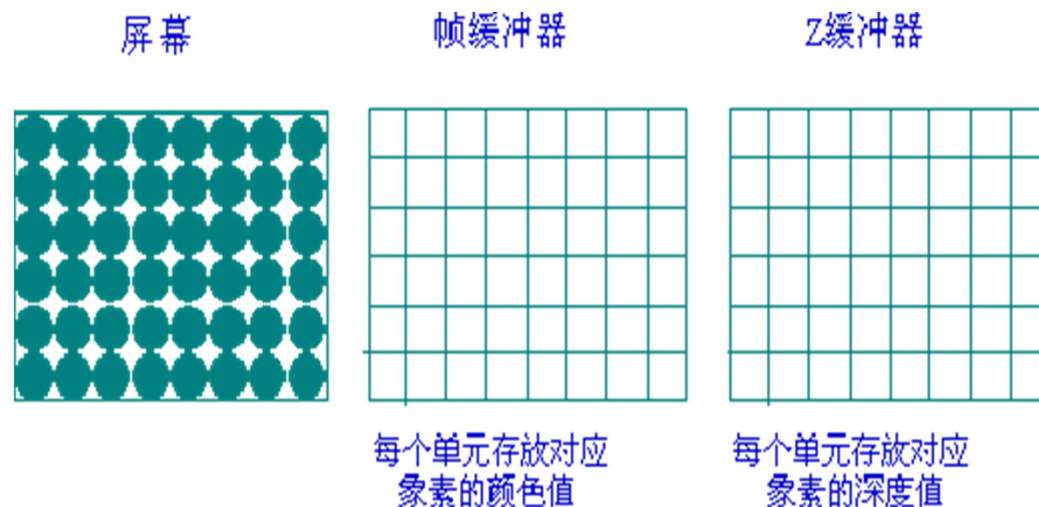 屏幕
帧缓冲器
Z缓冲器
每个单元存放对应
象素的颜色值
每个单元存放对应
象素的深度值